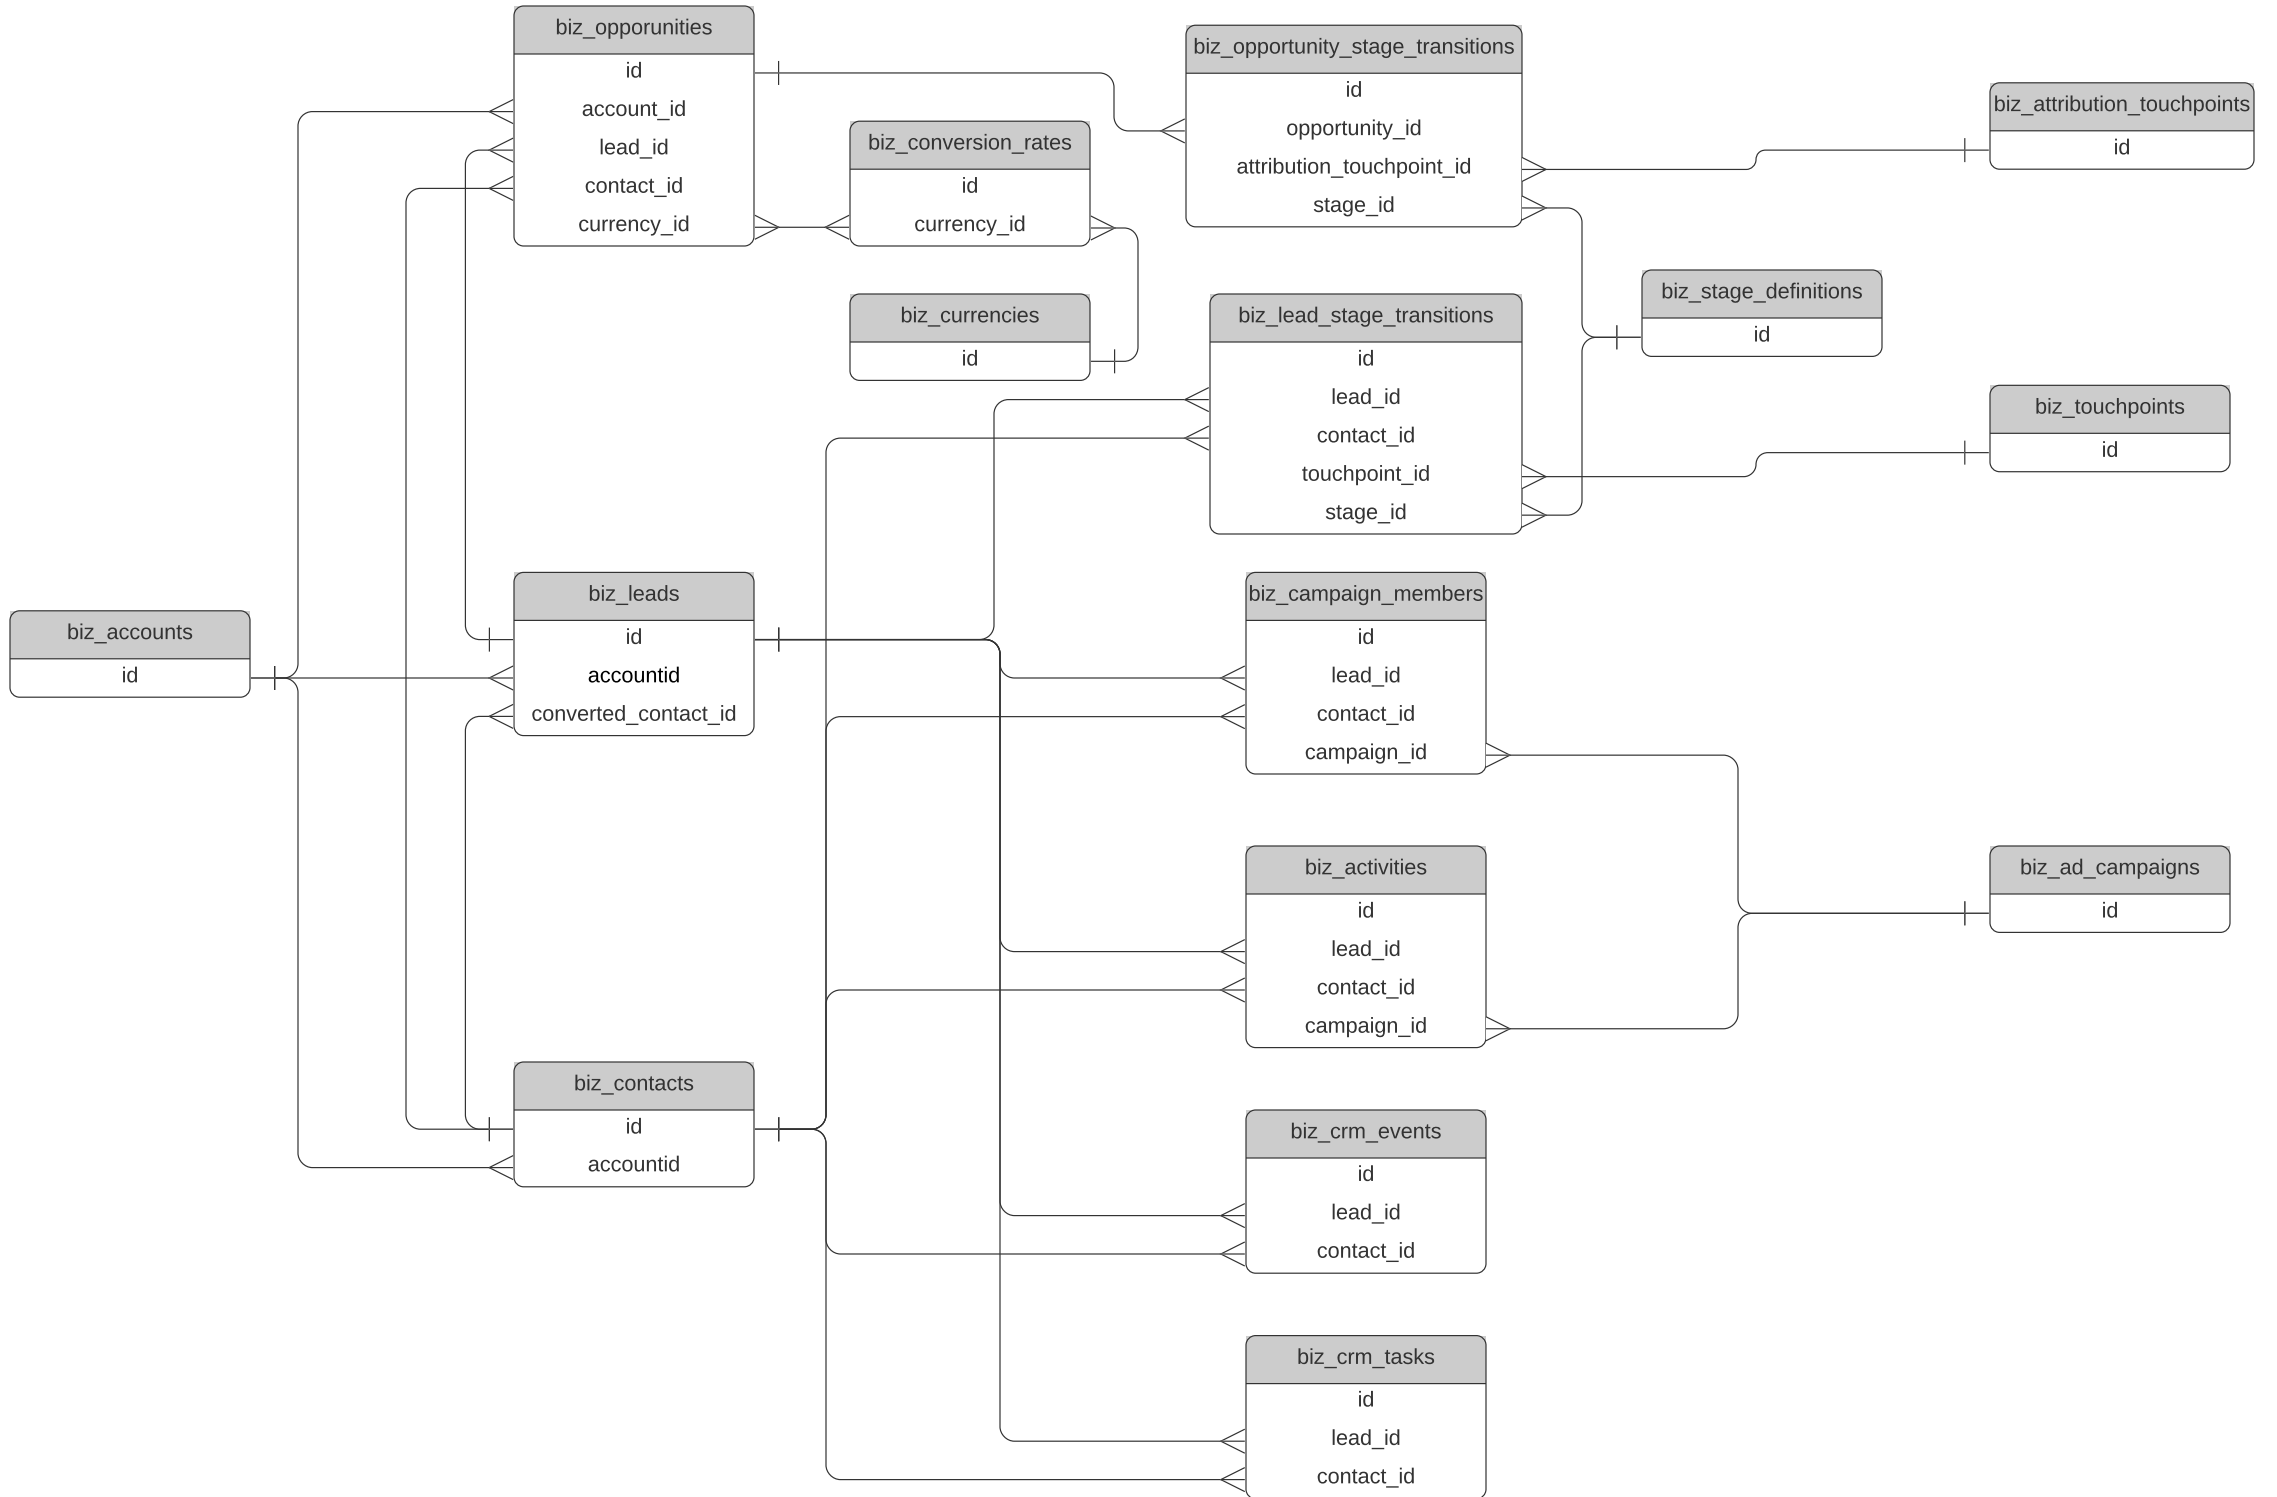 biz_opporunities
id
account_id
lead_id
contact_id
currency_id
biz_conversion_rates
id
currency_id
biz_currencies
id
biz_opportunity_stage_transitions
id
opportunity_id
attribution_touchpoint_id
stage_id
biz_attribution_touchpoints
id
biz_lead_stage_transitions
id
lead_id
contact_id
touchpoint_id
stage_id
biz_stage_definitions
id
biz_touchpoints
id
biz_accounts
id
biz_leads
id
accountid
converted_contact_id
biz_campaign_members
id
lead_id
contact_id
campaign_id
biz_activities
id
lead_id
contact_id
campaign_id
biz_ad_campaigns
id
biz_contacts
id
accountid
biz_crm_events
id
lead_id
contact_id
biz_crm_tasks
id
lead_id
contact_id